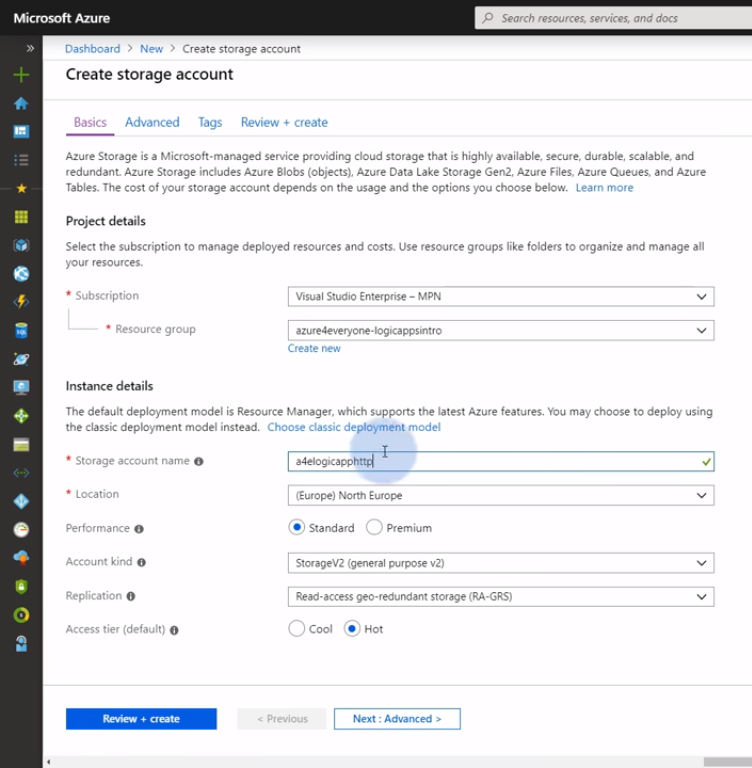 Microsoft Azure
Search resources, services, and docs
Dashboard > New > Create storage account
Create storage account
Basics Advanced Tags Review + create
Azure Storage is a Microsoft-managed service providing cloud storage that is highly available, secure, durable, scalable, and
redundant. Azure Storage includes Azure Blobs (objects), Azure Data Lake Storage Gen2, Azure Files, Azure Queues, and Azure
Tables. The cost of your storage account depends on the usage and the options you choose below. Learn more
Project details
Select the subscription to manage deployed resources and costs. Use resource groups like folders to organize and manage all
your resources.
* Subscription
Visual Studio Enterprise – MPN
* Resource group
azure4everyone-logicappsintro
Create new
Instance details
The default deployment model is Resource Manager, which supports the latest Azure features. You may choose to deploy using
the classic deployment model instead. Choose classic deployment model
* Storage account name
a4elogicapphttp
* Location
(Europe) North Europe
Performance
Standard Premium
Account kind
StorageV2 (general purpose v2)
Replication
Read-access geo-redundant storage (RA-GRS)
Access tier (default)
Cool Hot
Review + create
< Previous
Next : Advanced >